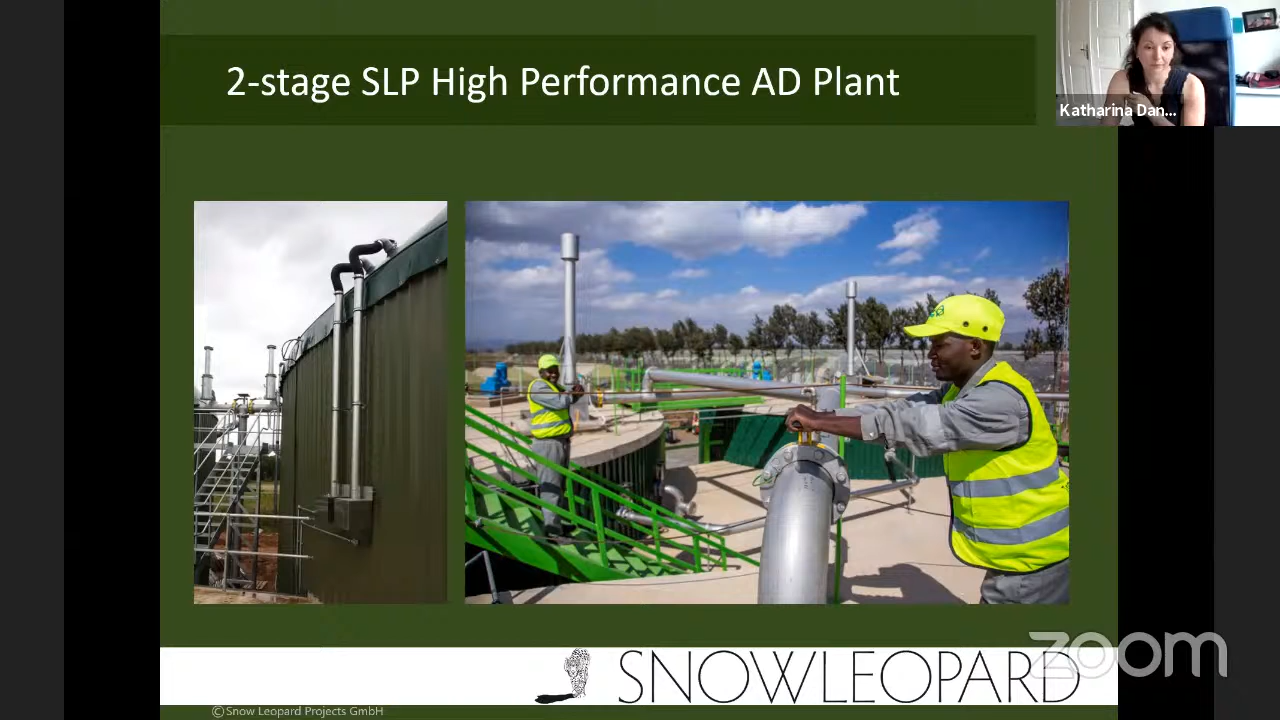 2-stage SLP High Performance AD Plant
Katharina Dan...
SNOWLEOPARD
zoom
©Snow Leopard Projects GmbH